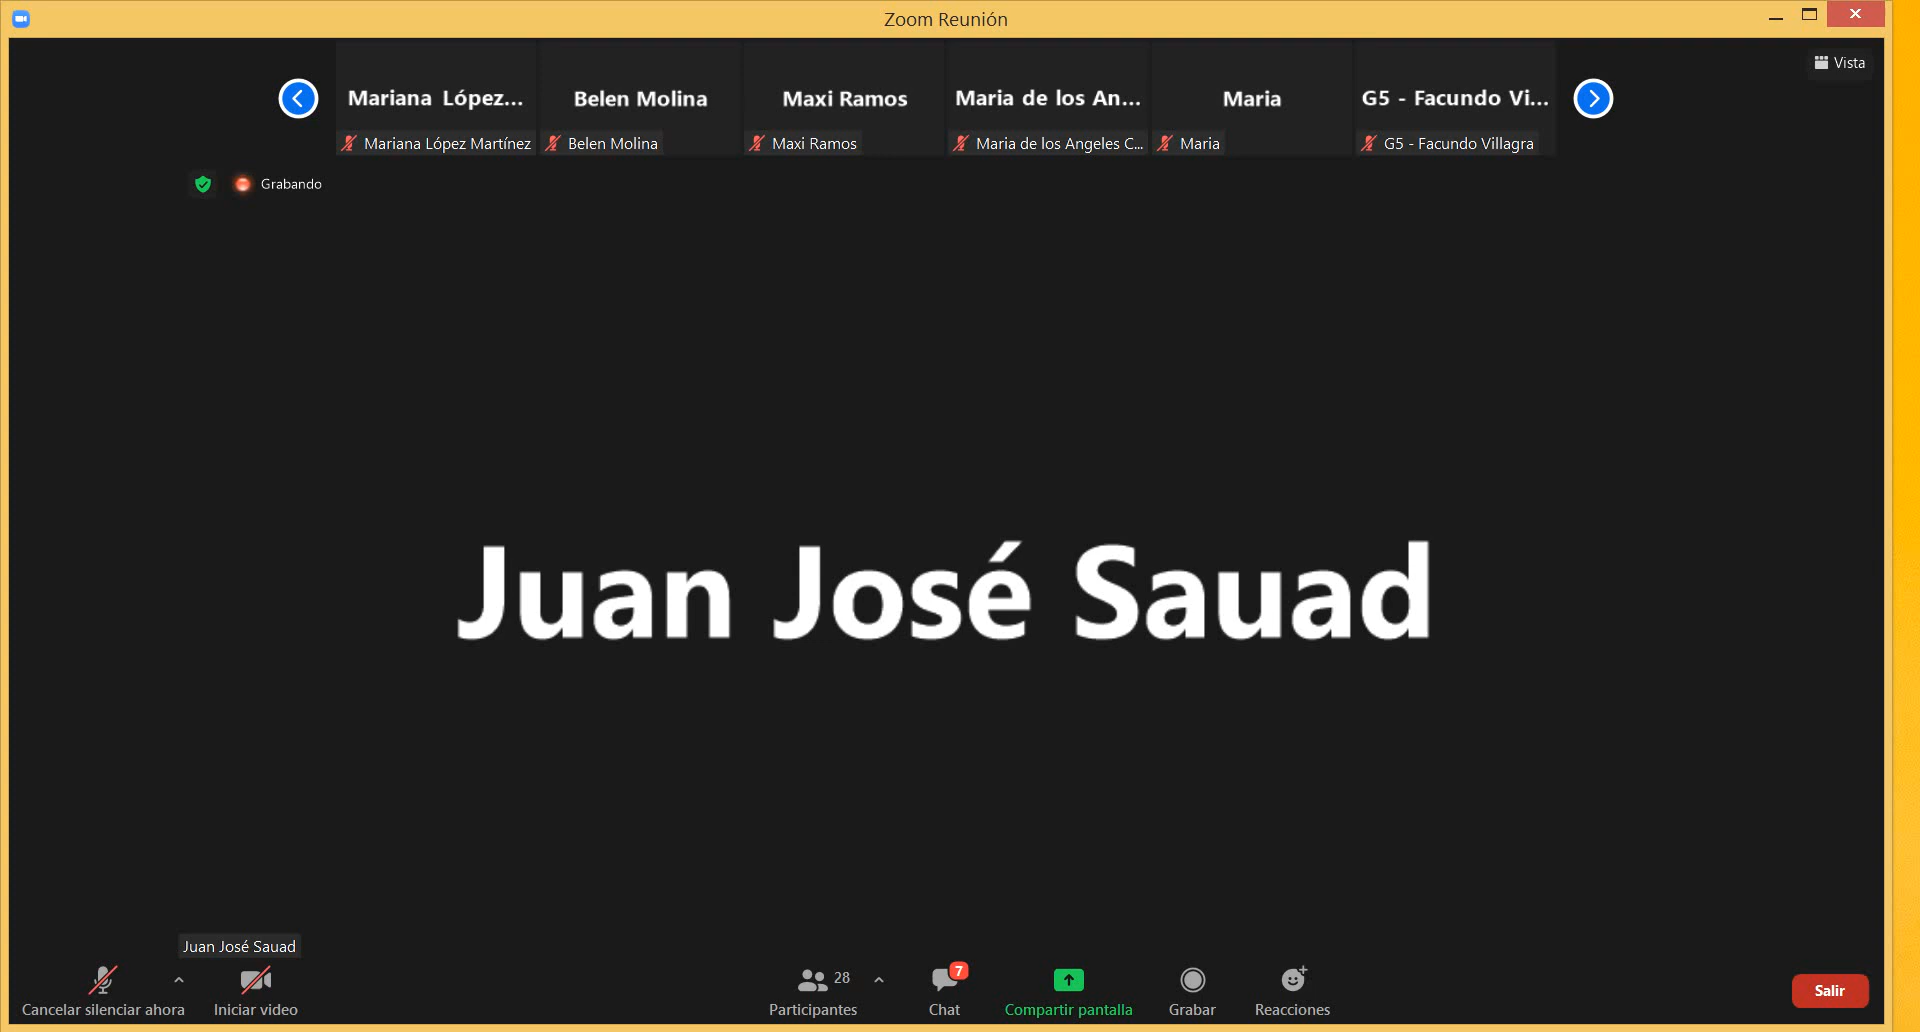 Zoom Reunión
Vista
Mariana López...
Belen Molina
Maxi Ramos
Maria de los An...
Maria
G5 - Facundo Vi...
Mariana López Martínez
Belen Molina
Maxi Ramos
Maria de los Angeles C...
Maria
G5 - Facundo Villagra
Grabando
Juan José Sauad
Juan José Sauad
Cancelar silenciar ahora
Iniciar video
28
Participantes
7
Chat
Compartir pantalla
Grabar
Reacciones
Salir